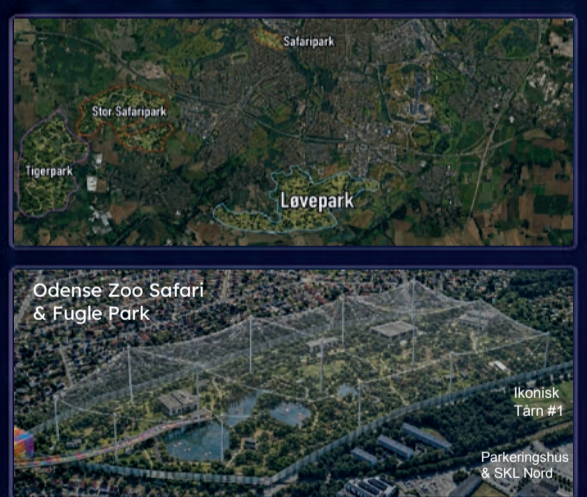 Safaripark
Stor Safaripark
Tigerpark
Løvepark
Odense Zoo Safari
& Fugle Park
Ikonisk
Tårn #1
Parkeringshus
& SKL Nord